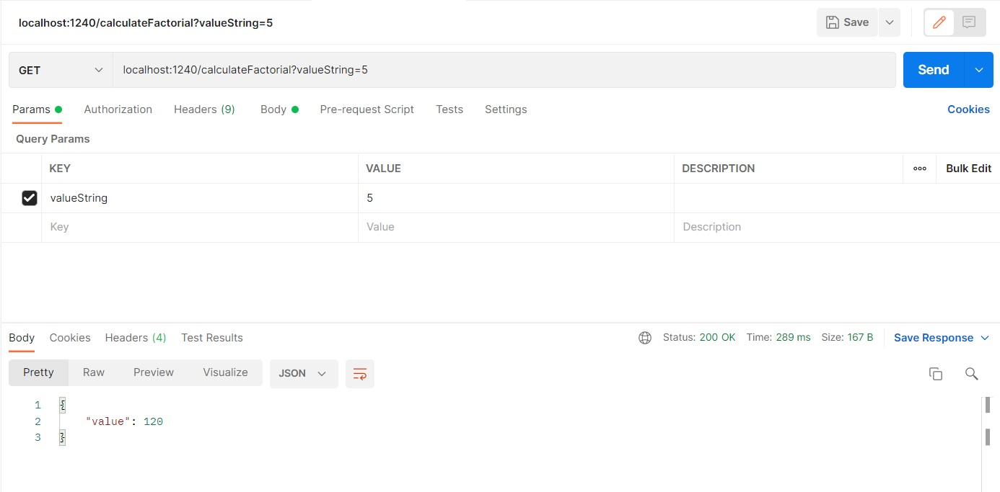 localhost:1240/calculateFactorial?valueString=5 Save
GET localhost:1240/calculateFactorial?valueString=5 Send
Params Authorization Headers (9) Body Pre-request Script Tests Settings Cookies
Query Params
KEY VALUE DESCRIPTION Bulk Edit
valueString 5
Key Value Description
Body Cookies Headers (4) Test Results Status: 200 OK Time: 289 ms Size: 167 B Save Response
Pretty Raw Preview Visualize JSON
1 {
2 "value": 120
3 }